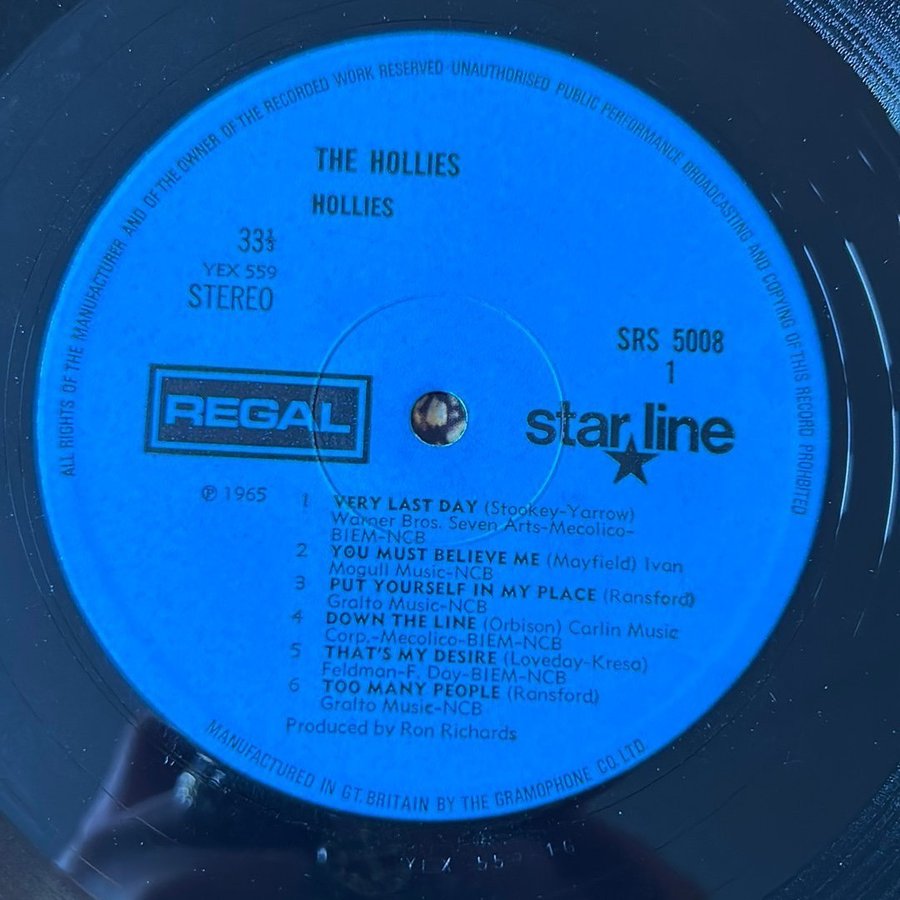 ALL RIGHTS OF THE MANUFACTURER AND OF THE OWNER OF THE RECORDED WORK RESERVED UNAUTHORISED PUBLIC PERFORMANCE BROADCASTING AND COPYING OF THIS RECORD PROHIBITED
THE HOLLIES
HOLLIES
33⅓
YEX 559
STEREO
SRS 5008
1
REGAL
star★line
℗ 1965
1 VERY LAST DAY (Stookey-Yarrow)
Warner Bros. Seven Arts-Mecolico-
BIEM-NCB
2 YOU MUST BELIEVE ME (Mayfield) Ivan
Mogull Music-NCB
3 PUT YOURSELF IN MY PLACE (Ransford)
Gralto Music-NCB
4 DOWN THE LINE (Orbison) Carlin Music
Corp.-Mecolico-BIEM-NCB
5 THAT'S MY DESIRE (Loveday-Kresa)
Feldman-F. Day-BIEM-NCB
6 TOO MANY PEOPLE (Ransford)
Gralto Music-NCB
Produced by Ron Richards
MANUFACTURED IN GT. BRITAIN BY THE GRAMOPHONE CO. LTD.
YEX 559 1G